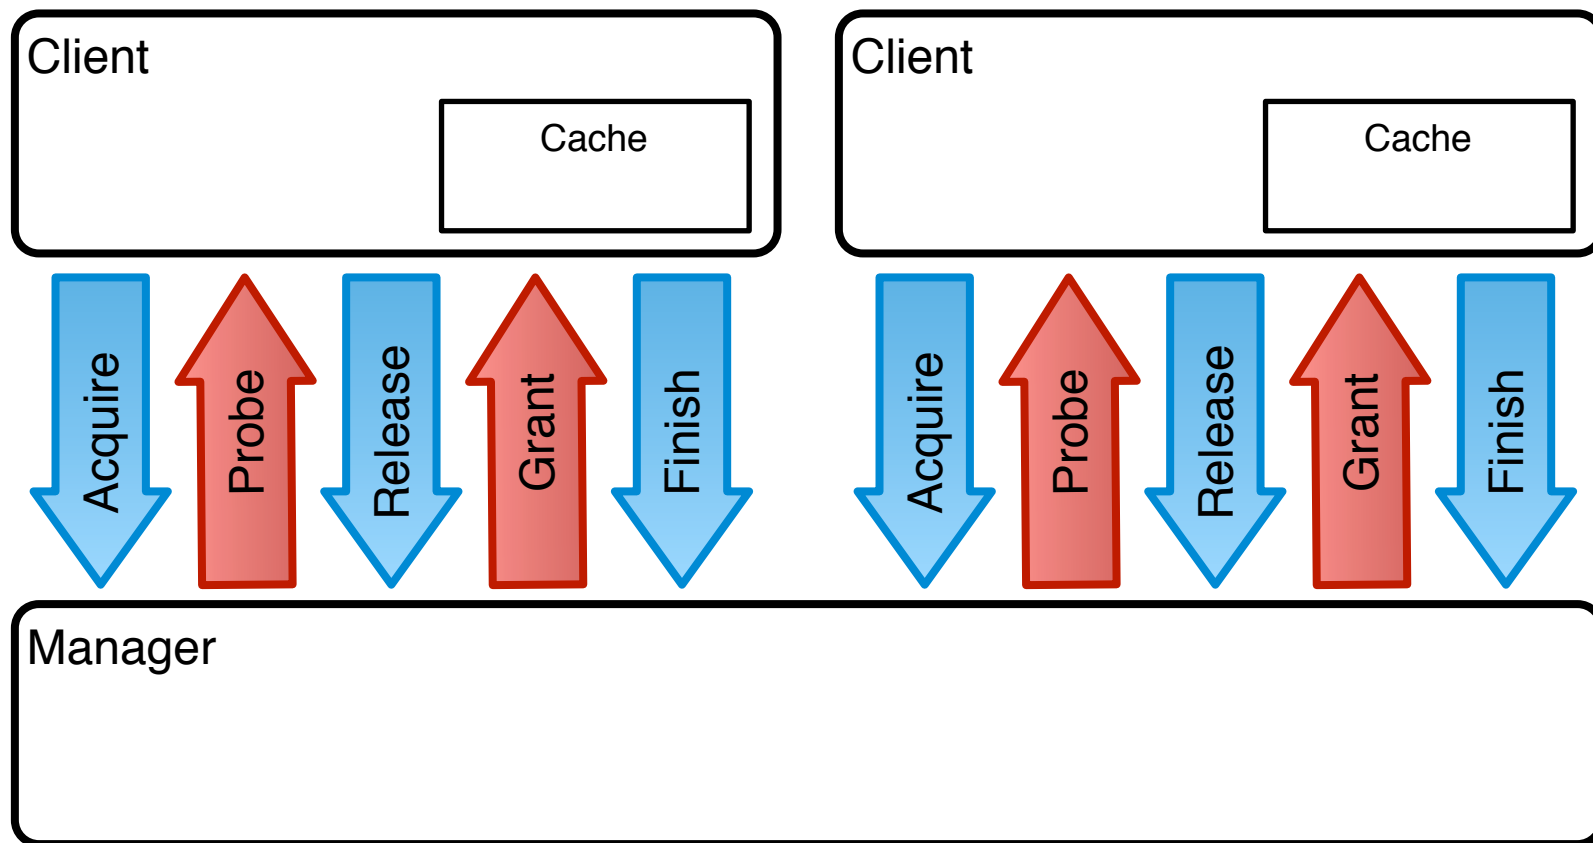 Client
Cache
Client
Cache
Acquire
Probe
Release
Grant
Finish
Acquire
Probe
Release
Grant
Finish
Manager